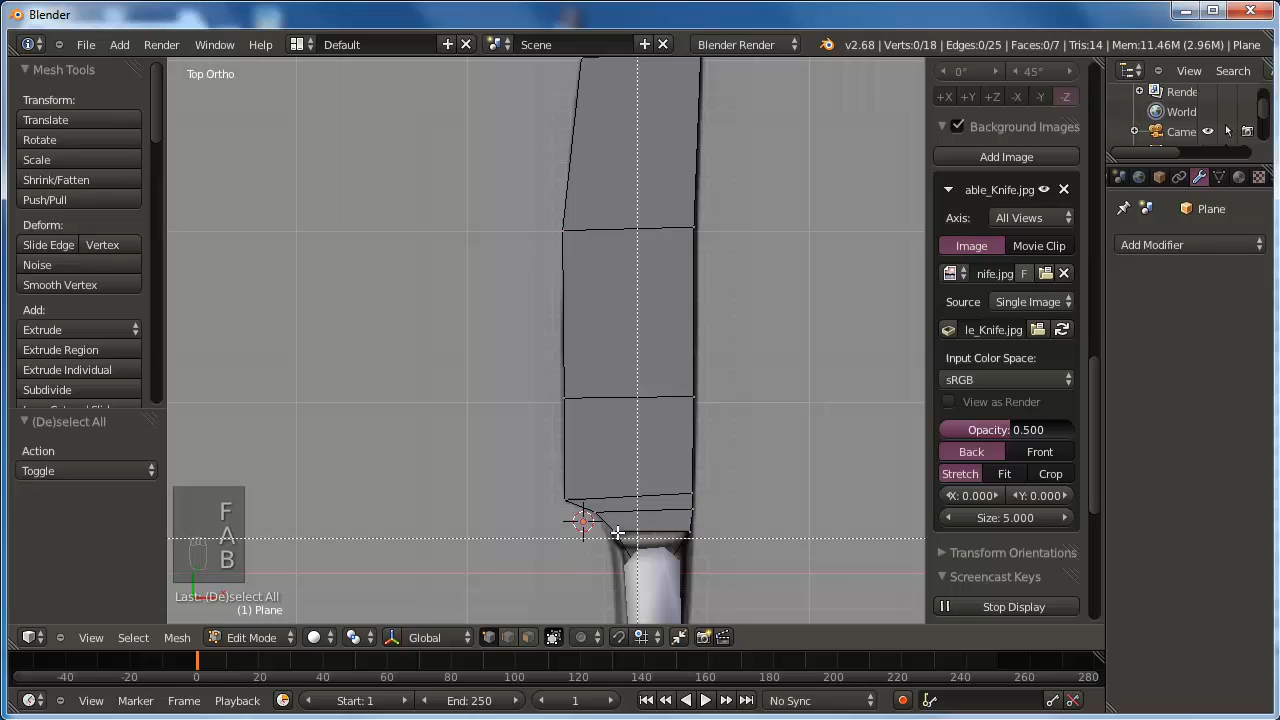 Blender
File Add Render Window Help Default Scene Blender Render v2.68 | Verts:0/18 | Edges:0/25 | Faces:0/7 | Tris:14 | Mem:11.46M (2.96M) | Plane
Mesh Tools
Transform:
Translate
Rotate
Scale
Shrink/Fatten
Push/Pull
Deform:
Slide Edge Vertex
Noise
Smooth Vertex
Add:
Extrude
Extrude Region
Extrude Individual
Subdivide
(De)select All
Action
Toggle
Top Ortho
F
A
B
Last: (De)select All
(1) Plane
0° 45°
+X +Y +Z -X -Y -Z
Background Images
Add Image
able_Knife.jpg
Axis: All Views
Image Movie Clip
nife.jpg F
Source Single Image
le_Knife.jpg
Input Color Space:
sRGB
View as Render
Opacity: 0.500
Back Front
Stretch Fit Crop
X: 0.000 Y: 0.000
Size: 5.000
Transform Orientations
Screencast Keys
Stop Display
View Search
Rende
World
Came
Plane
Add Modifier
View Select Mesh Edit Mode Global
-40 -20 0 20 40 60 80 100 120 140 160 180 200 220 240 260 280
View Marker Frame Playback Start: 1 End: 250 1 No Sync